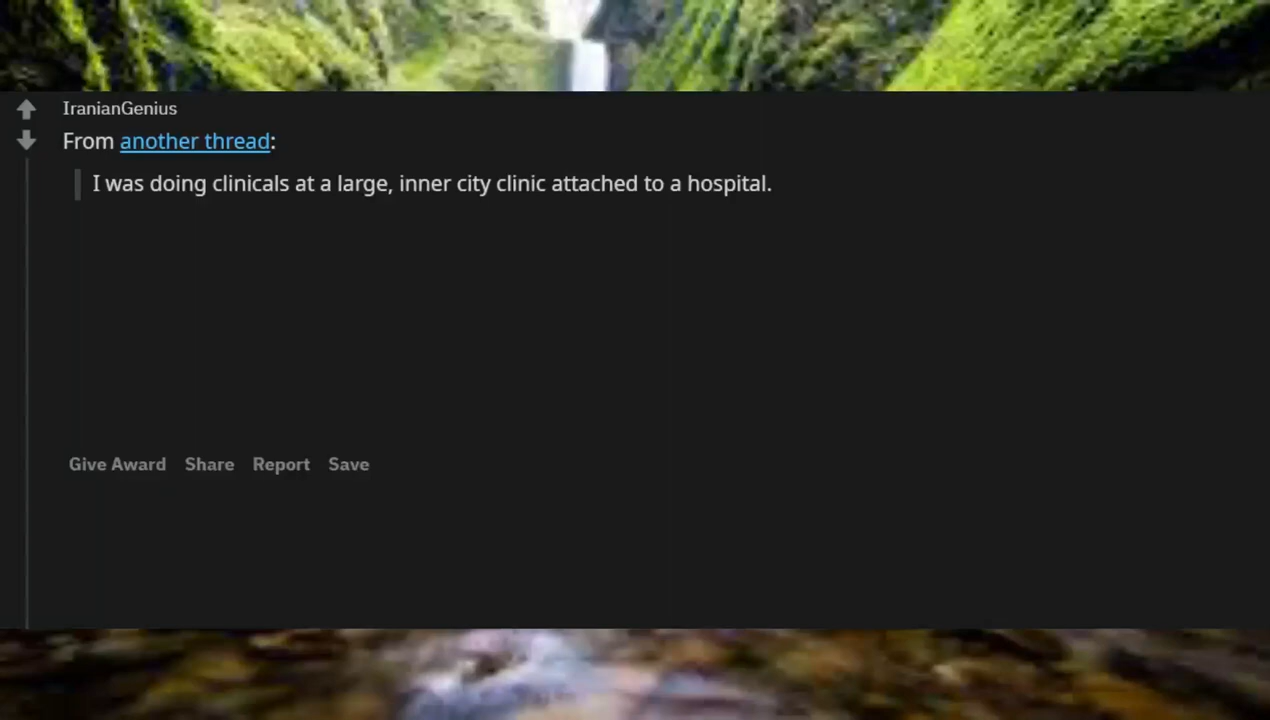 IranianGenius
From another thread:
I was doing clinicals at a large, inner city clinic attached to a hospital.
Give Award Share Report Save